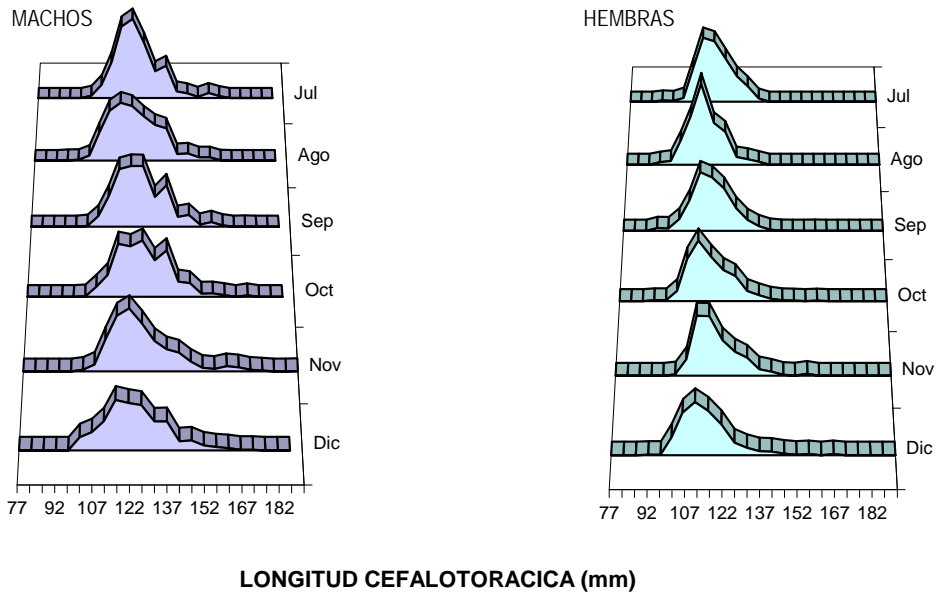 MACHOS
Jul
Ago
Sep
Oct
Nov
Dic
77 92 107 122 137 152 167 182
HEMBRAS
Jul
Ago
Sep
Oct
Nov
Dic
77 92 107 122 137 152 167 182
LONGITUD CEFALOTORACICA (mm)